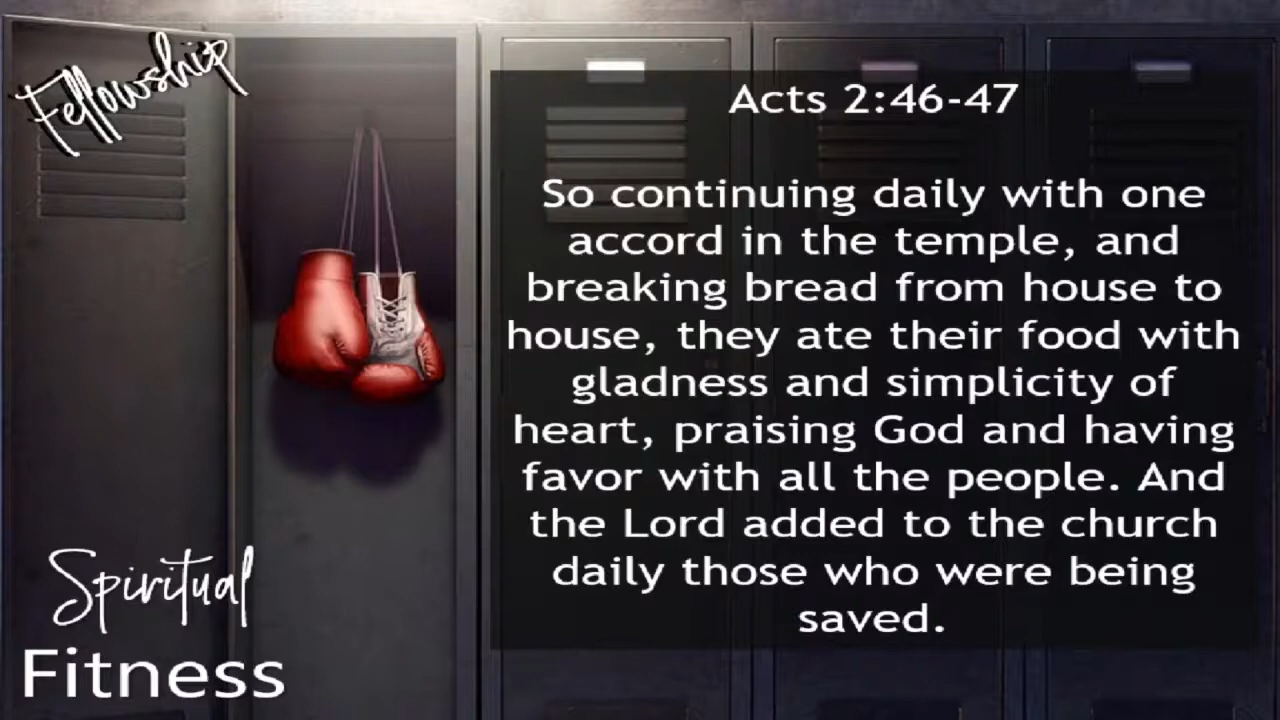 Fellowship
Acts 2:46-47
So continuing daily with one
accord in the temple, and
breaking bread from house to
house, they ate their food with
gladness and simplicity of
heart, praising God and having
favor with all the people. And
the Lord added to the church
daily those who were being
saved.
Spiritual
Fitness